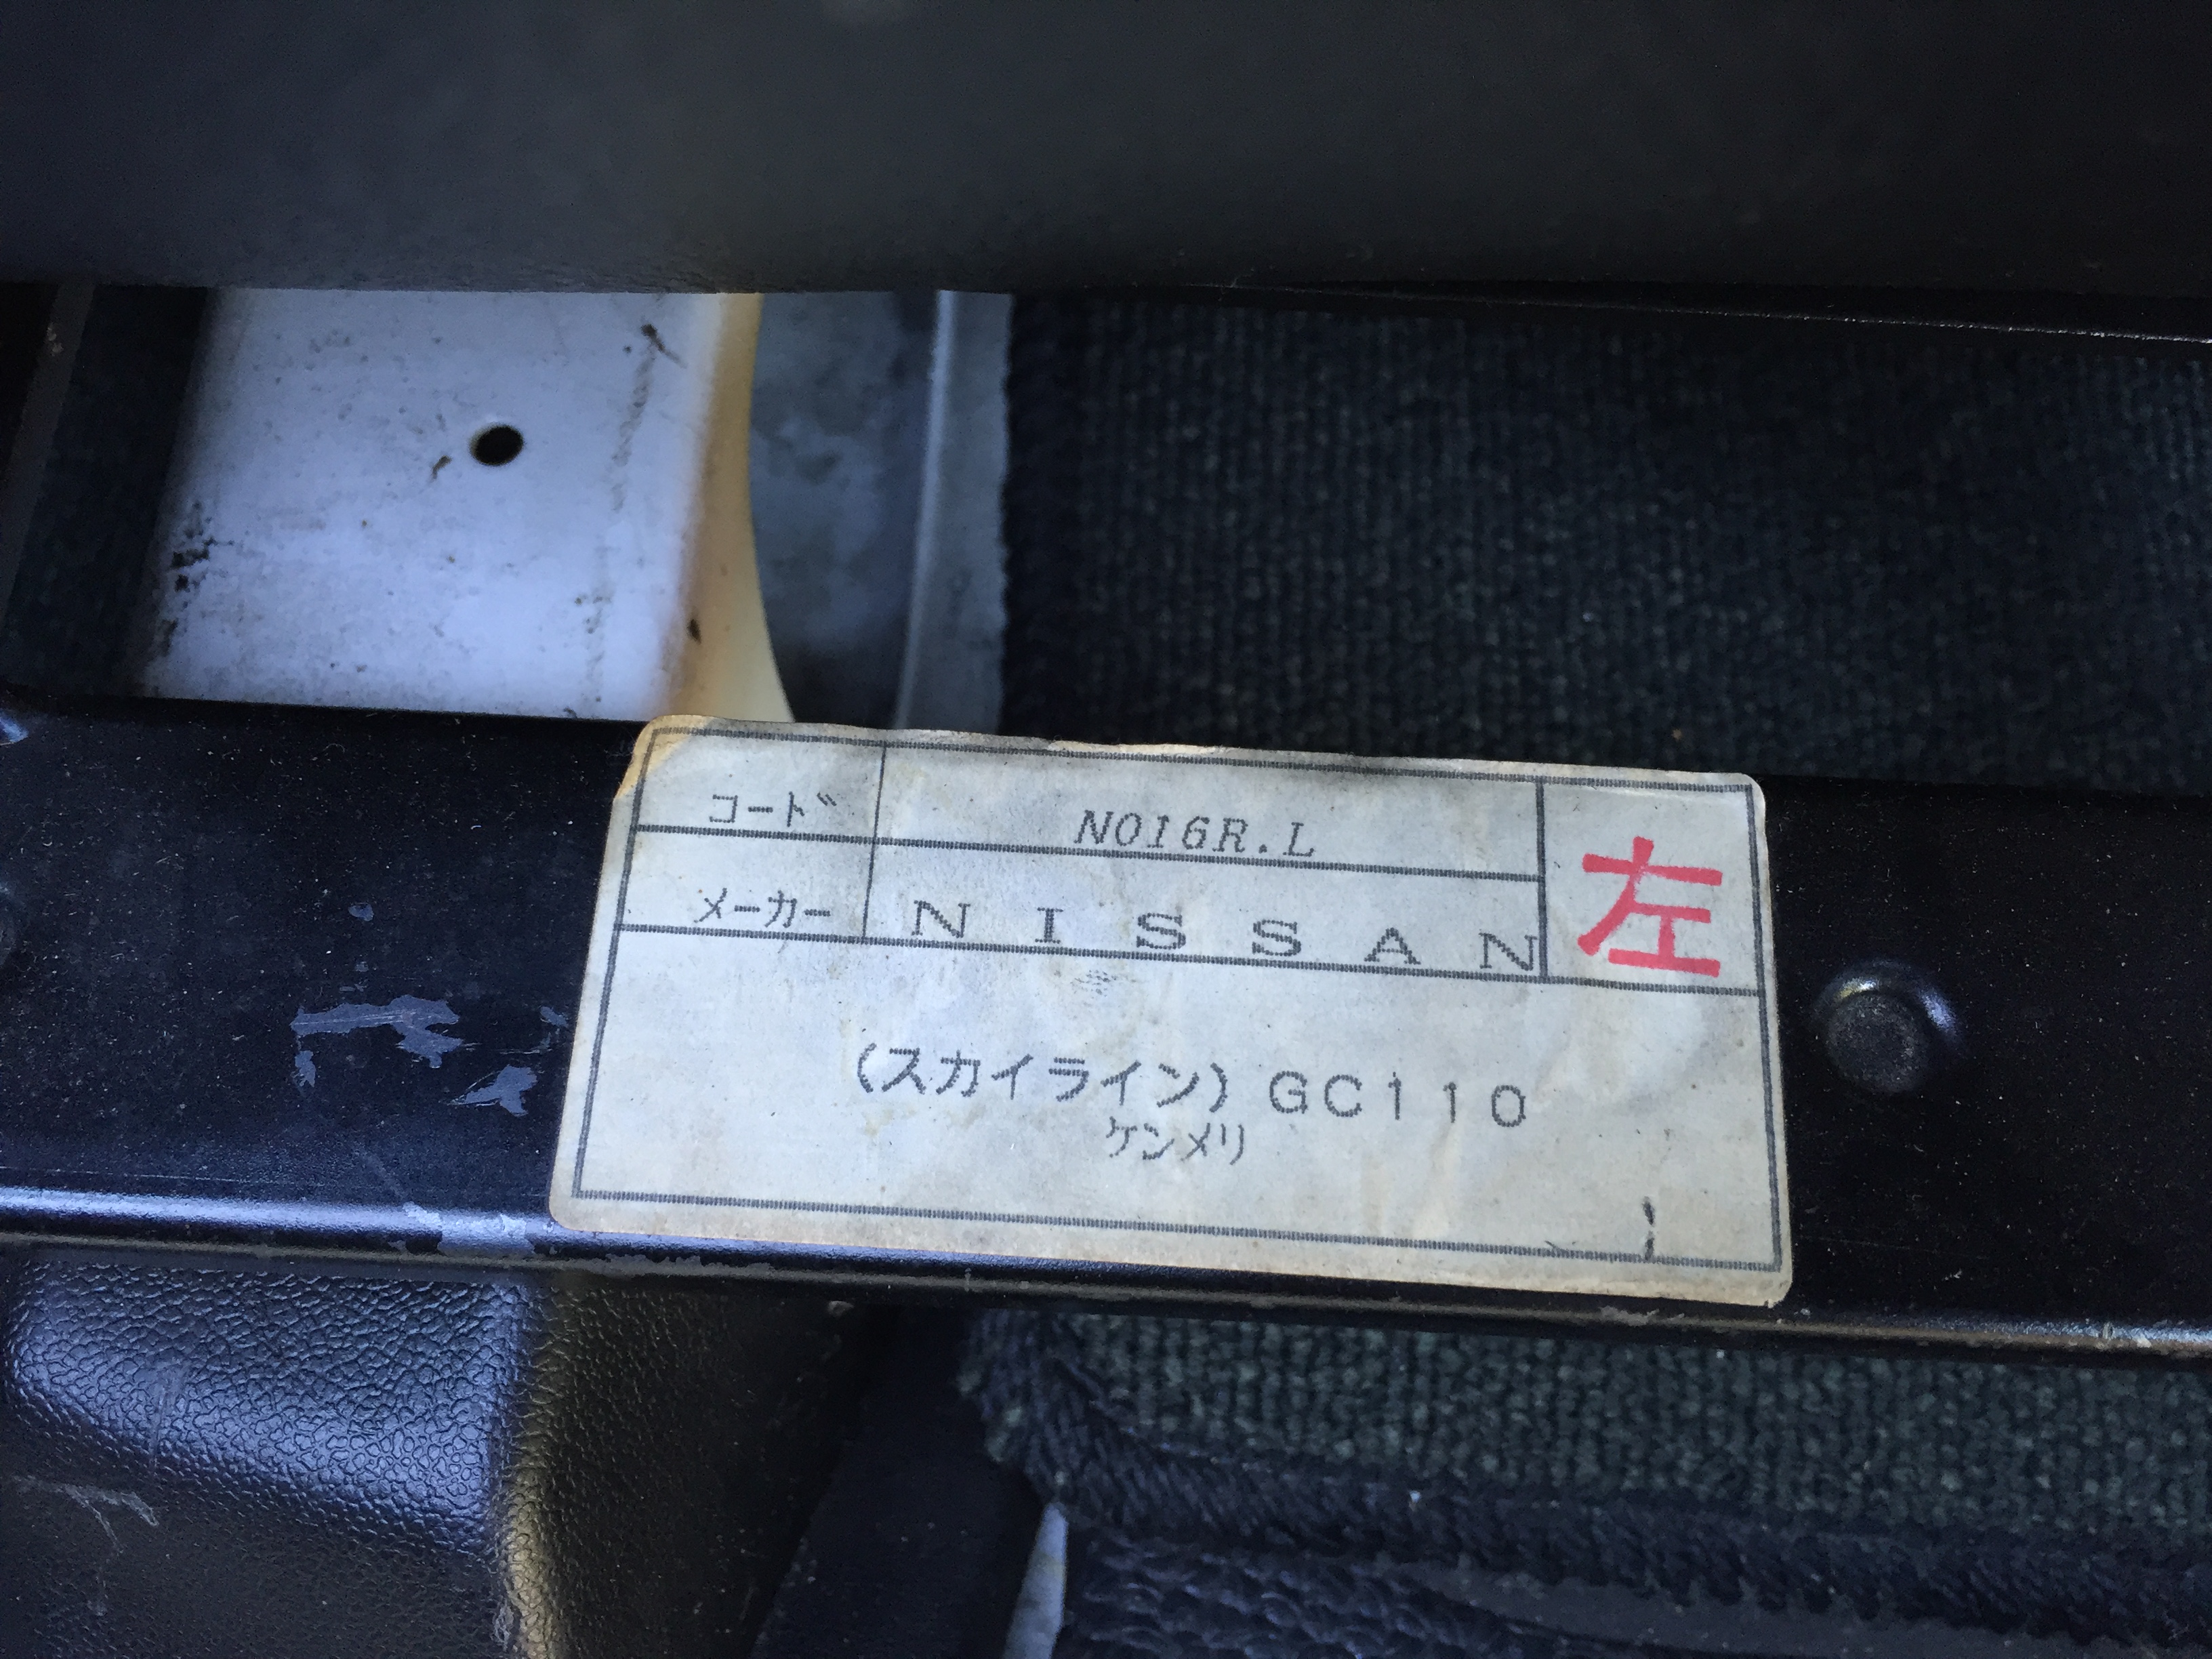 コード N016R.L
メーカー NISSAN
左
(スカイライン) GC110
ケンメリ